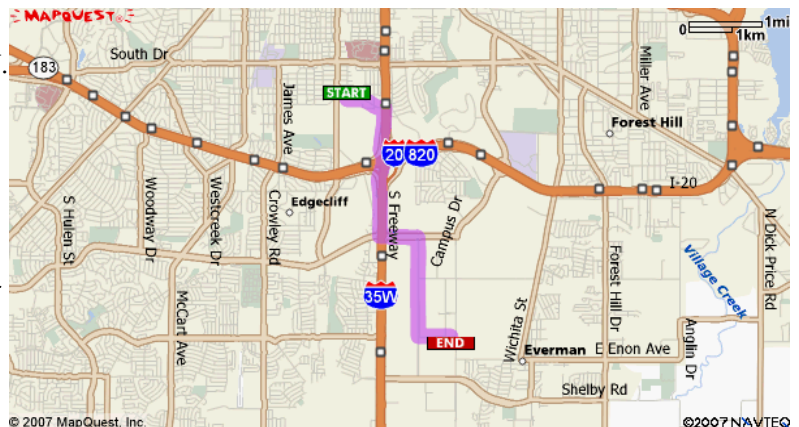 MAPQUEST
1mi
1km
South Dr
183
James Ave
START
Miller Ave
Forest Hill
20
820
I-20
S Hulen St
Woodway Dr
Westcreek Dr
Crowley Rd
Edgecliff
S Freeway
Campus Dr
N Dick Price Rd
Village Creek
Forest Hill Dr
35W
McCart Ave
Wichita St
END
Everman
E Enon Ave
Anglin Dr
Shelby Rd
© 2007 MapQuest, Inc.
©2007 NAVTEQ